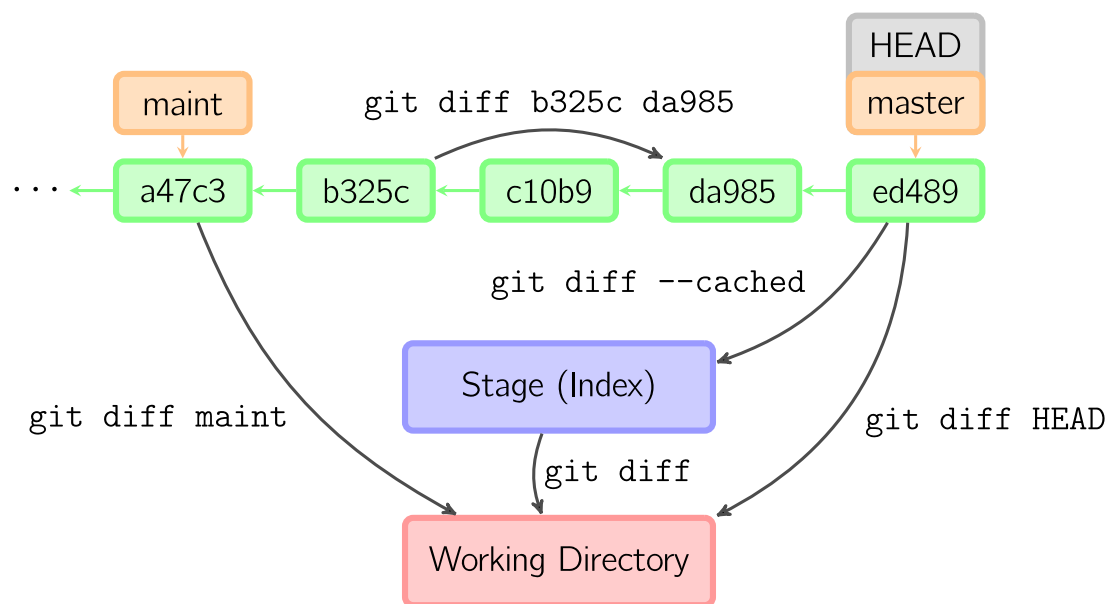 HEAD
maint
git diff b325c da985
master
...
a47c3
b325c
c10b9
da985
ed489
git diff --cached
Stage (Index)
git diff maint
git diff HEAD
git diff
Working Directory